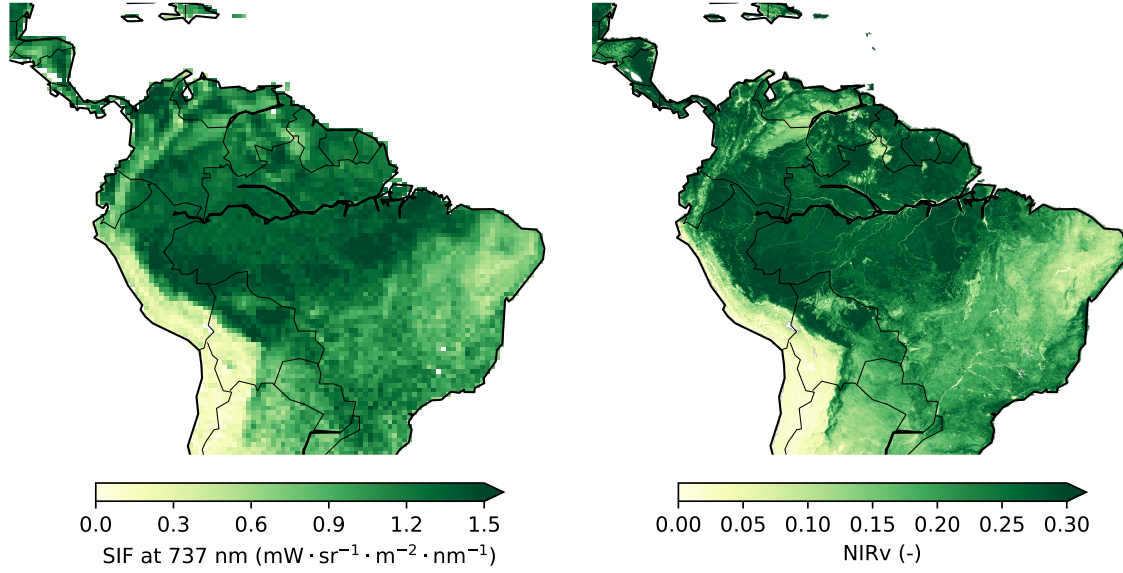 0.0 0.3 0.6 0.9 1.2 1.5
SIF at 737 nm (mW · sr⁻¹ · m⁻² · nm⁻¹)
0.00 0.05 0.10 0.15 0.20 0.25 0.30
NIRv (-)